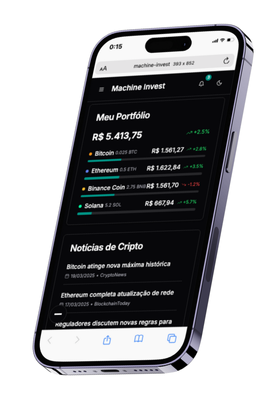 0:15
AA machine-invest 393 x 852
Machine Invest
Meu Portfólio
R$ 5.413,75 +2.5%
Bitcoin 0.025 BTC R$ 1.561,27 +2.8%
Ethereum 0.5 ETH R$ 1.622,84 +3.5%
Binance Coin 2.75 BNB R$ 1.561,70 -1.2%
Solana 5.2 SOL R$ 667,94 +5.7%
Notícias de Cripto
Bitcoin atinge nova máxima histórica
19/03/2025 • CryptoNews
Ethereum completa atualização de rede
17/03/2025 • BlockchainToday
Reguladores discutem novas regras para